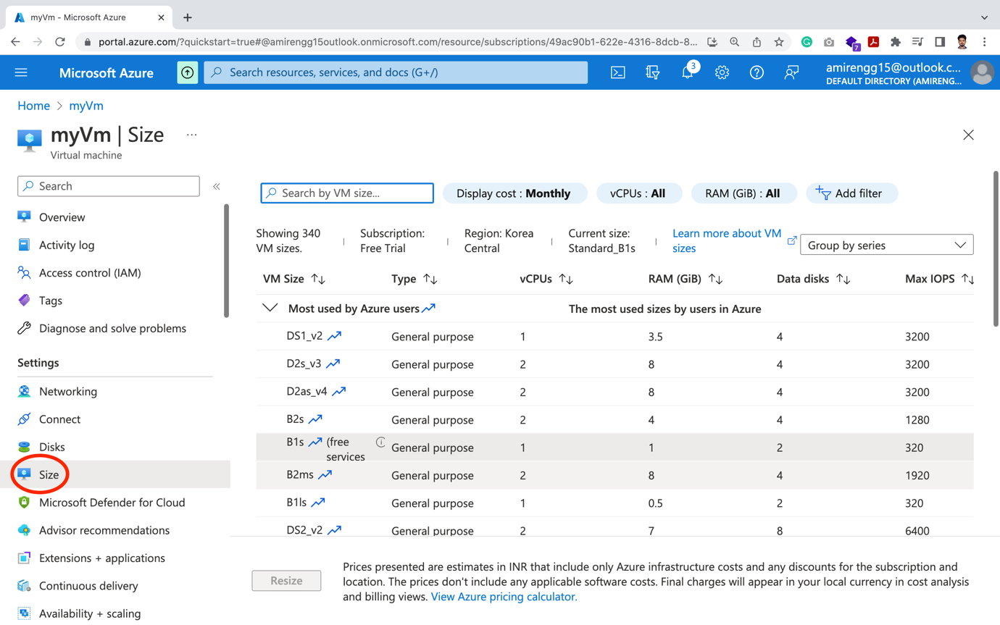 myVm - Microsoft Azure
portal.azure.com/?quickstart=true#@amirengg15outlook.onmicrosoft.com/resource/subscriptions/49ac90b1-622e-4316-8dcb-8...
7
Microsoft Azure
Search resources, services, and docs (G+/)
3
amirengg15@outlook.c...
DEFAULT DIRECTORY (AMIRENG...
Home > myVm
myVm | Size ...
Virtual machine
Search
«
Overview
Activity log
Access control (IAM)
Tags
Diagnose and solve problems
Settings
Networking
Connect
Disks
Size
Microsoft Defender for Cloud
Advisor recommendations
Extensions + applications
Continuous delivery
Availability + scaling
Search by VM size...
Display cost : Monthly
vCPUs : All
RAM (GiB) : All
Add filter
Showing 340
VM sizes.
Subscription:
Free Trial
Region: Korea
Central
Current size:
Standard_B1s
Learn more about VM
sizes
Group by series
VM Size Type vCPUs RAM (GiB) Data disks Max IOPS
Most used by Azure users The most used sizes by users in Azure
DS1_v2 General purpose 1 3.5 4 3200
D2s_v3 General purpose 2 8 4 3200
D2as_v4 General purpose 2 8 4 3200
B2s General purpose 2 4 4 1280
B1s (free
services
General purpose 1 1 2 320
B2ms General purpose 2 8 4 1920
B1ls General purpose 1 0.5 2 320
DS2_v2 General purpose 2 7 8 6400
Resize
Prices presented are estimates in INR that include only Azure infrastructure costs and any discounts for the subscription and
location. The prices don't include any applicable software costs. Final charges will appear in your local currency in cost analysis
and billing views. View Azure pricing calculator.